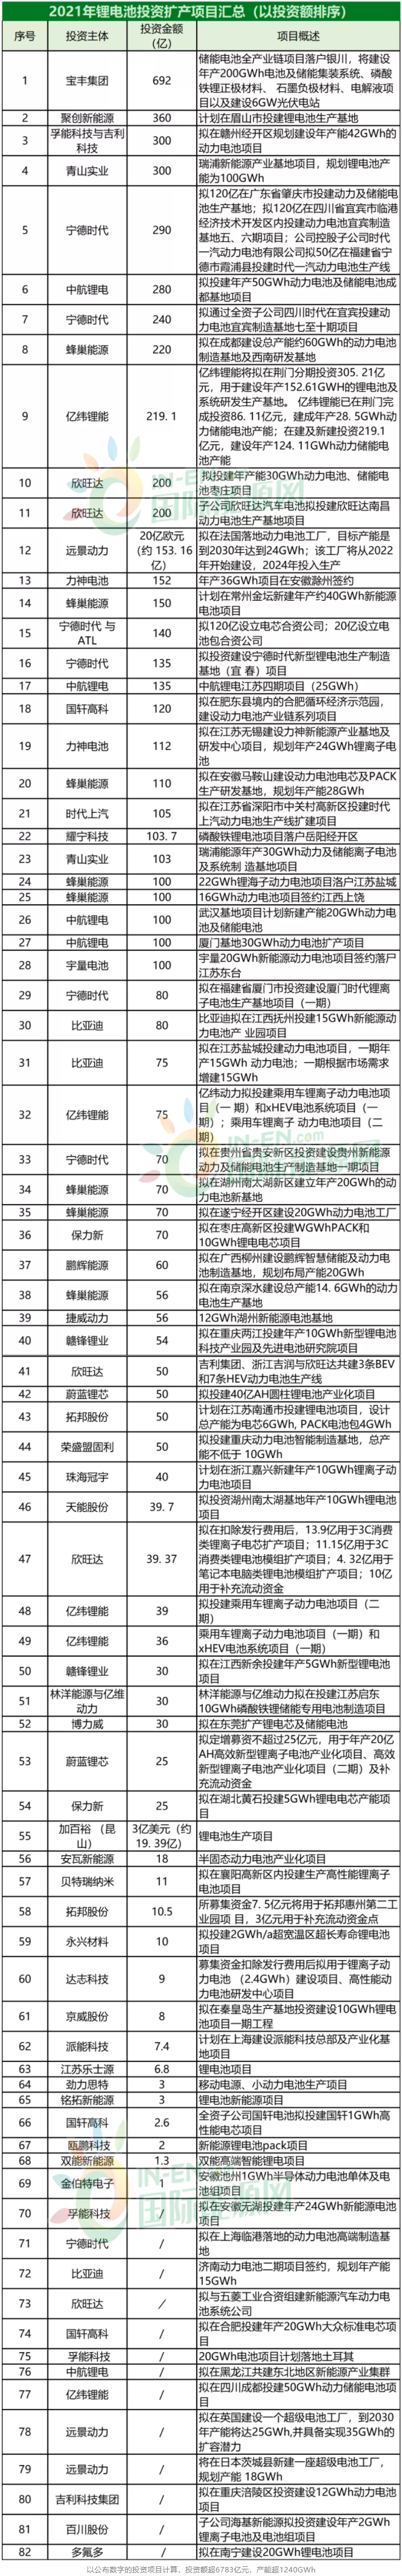 2021年锂电池投资扩产项目汇总（以投资额排序）
序号 投资主体 投资金额（亿） 项目概述
1 宝丰集团 692 储能电池全产业链项目落户银川，将建设
年产200GWh电池及储能集装系统、磷酸
铁锂正极材料、 石墨负极材料、电解液项
目以及建设6GW光伏电站
2 聚创新能源 360 计划在眉山市投建锂电池生产基地
3 孚能科技与吉利科技 300 拟在赣州经开区规划建设年产能42GWh的
动力电池项目
4 青山实业 300 瑞浦新能源产业基地项目，规划锂电池产
能为100GWh
5 宁德时代 290 拟120亿在广东省肇庆市投建动力及储能电
池生产基地；拟120亿在四川省宜宾市临港
经济技术开发区内投建动力电池宜宾制造
基地五、六期项目；公司控股子公司时代
一汽动力电池有限公司拟50亿在福建省宁
德市霞浦县投建时代一汽动力电池生产线
6 中航锂电 280 拟投建年产50GWh动力电池及储能电池成
都基地项目
7 宁德时代 240 拟通过全资子公司四川时代在宜宾投建动
力电池宜宾制造基地七至十期项目
8 蜂巢能源 220 拟在成都建设总产能约60GWh的动力电池
制造基地及西南研发基地
9 亿纬锂能 219. 1 亿纬锂能将拟在荆门分期投资305. 21亿
元，用于建设年产152.61GWH的锂电池及
系统研发生产基地。 亿纬锂能已在荆门完
成投资86. 11亿元，建成年产28. 5GWh动
力储能电池产能；在建及新建投资219.1
亿元，建设年产124. 11GWh动力储能电
池产能
10 欣旺达 200 拟投建年产能30GWh动力电池、储能电
池枣庄项目
11 欣旺达 200 子公司欣旺达汽车电池拟投建欣旺达南昌
动力电池生产基地项目
12 远景动力 20亿欧元（约 153. 16亿） 拟在法国落地动力电池工厂，目标产能是
到2030年达到24GWh；该工厂将从2022
年开始建设，2024年投入生产
13 力神电池 152 年产36GWh项目在安徽滁州签约
14 蜂巢能源 150 计划在常州金坛新建年产约40GWh新能源
电池项目
15 宁德时代 与ATL 140 拟120亿设立电芯合资公司；20亿设立电
池包合资公司
16 宁德时代 135 拟投资建设宁德时代新型锂电池生产制造
基地（宜 春）项目
17 中航锂电 135 中航锂电江苏四期项目（25GWh）
18 国轩高科 120 拟在肥东县境内的合肥循环经济示范园，
建设动力电池产业链系列项目
19 力神电池 112 拟在江苏无锡建设力神新能源产业基地及
研发中心项目，规划年产24GWh锂离子电
池
20 蜂巢能源 110 拟在安徽马鞍山建设动力电池电芯及PACK
生产研发基地，规划年产能28GWh
21 时代上汽 105 拟在江苏省深阳市中关村高新区投建时代
上汽动力电池生产线扩建项目
22 耀宁科技 103. 7 磷酸铁锂电池项目落户岳阳经开区
23 青山实业 103 瑞浦能源年产30GWh动力及储能离子电池
及系统制 造基地项目
24 蜂巢能源 100 22GWh锂海子动力电池项目洛户江苏盐城
25 蜂巢能源 100 16GWh动力电池项目签约江西上饶
26 中航锂电 100 武汉基地项目计划新建产能20GWh动力电
池及储能电池
27 中航锂电 100 厦门基地30GWh动力电池扩产项目
28 宇量电池 100 宇量20GWh新能源动力电池项目签约落尸
江苏东台
29 宁德时代 80 拟在福建省厦门市投资建设厦门时代锂离
子电池生产基地项目（一期）
30 比亚迪 80 比亚迪拟在江西抚州投建15GWh新能源动
力电池产 业园项目
31 比亚迪 75 拟在江苏盐城投建动力电池项目，一期年
产15GWh 动力电池；一期根据市场需求
增建15GWh
32 亿纬锂能 75 亿纬动力拟投建乘用车锂离子动力电池项
目（一 期）和xHEV电池系统项目（一
期）；乘用车锂离子 动力电池项目（二
期）
33 宁德时代 70 拟在贵州省贵安新区投资建设贵州新能源
动力及储能电池生产制造基地一期项目
34 蜂巢能源 70 拟在湖州南太湖新区建立年产20GWh的动
力电池新基地
35 蜂巢能源 70 拟在遂宁经开区建设20GWh动力电池工厂
36 保力新 70 拟在枣庄高新区投建WGWhPACK和
10GWh锂电电芯项目
37 鹏辉能源 60 拟在广西柳州建设鹏辉智慧储能及动力电
池制造基地，规划布局产能20GWh
38 蜂巢能源 56 拟在南京溧水建设总产能14. 6GWh的动力
电池生产基地
39 捷威动力 56 12GWh湖州新能源电池基地
40 赣锋锂业 54 拟在重庆两江投建年产10GWh新型锂电池
科技产业园及先进电池研究院项目
41 欣旺达 50 吉利集团、浙江吉润与欣旺达共建3条BEV
和7条HEV动力电池生产线
42 蔚蓝锂芯 50 拟投建40亿AH圆柱锂电池产业化项目
43 拓邦股份 50 计划在江苏南通市投建锂电池项目，设计
总产能为电芯6GWh, PACK电池包4GWh
44 荣盛盟固利 50 拟投建重庆动力电池智能制造基地，总产
能不低于 10GWh
45 珠海冠宇 40 计划在浙江嘉兴新建年产10GWh锂离子动
力电池项目
46 天能股份 39. 7 拟投资湖州南太湖基地年产10GWh锂电池
项目
47 欣旺达 39. 37 拟在扣除发行费用后，13.9亿用于3C消费
类锂离子电芯扩产项目；11.15亿用于3C
消费类锂电池模组扩产项目；4. 32亿用于
笔记本电脑类锂电池模组扩产项目；10亿
用于补充流动资金
48 亿纬锂能 39 拟投建乘用车锂离子动力电池项目（二
期）
49 亿纬锂能 36 乘用车锂离子动力电池项目（一期）和
xHEV电池系统项目（一期）
50 赣锋锂业 30 拟在江西新余投建年产5GWh新型锂电池
项目
51 林洋能源与亿维动力 30 林洋能源与亿维动力拟在投建江苏启东
10GWh磷酸铁锂储能专用电池制造项目
52 博力威 30 拟在东莞扩产锂电芯及储能电池
53 蔚蓝锂芯 25 拟定增募资不超过25亿元，用于年产20亿
AH高效新型锂离子电池产业化项目、高效
新型锂离子电池产业化项目（二期）及补
充流动资金
54 保力新 25 拟在湖北黄石投建5GWh锂电电芯产能项
目
55 加百裕 （昆山） 3亿美元（约19. 39亿） 锂电池生产项目
56 安瓦新能源 18 半固态动力电池产业化项目
57 贝特瑞纳米 11 拟在襄阳高新区内投建生产高性能锂离子
电池项目
58 拓邦股份 10.5 所募集资金7. 5亿元将用于拓邦惠州第二工
业园项 目，3亿元用于补充流动资金点
59 永兴材料 10 拟投建2GWh/a超宽温区超长寿命锂电池
项目
60 达志科技 9 募集资金扣除发行费用后拟用于锂离子动
力电池 （2.4GWh）建设项目、高性能动
力电池研发中心项目
61 京威股份 8 拟在秦皇岛生产基地投资建设10GWh锂电
池项目一期工程
62 派能科技 7.4 计划在上海建设派能科技总部及产业化基
地项目
63 江苏乐士源 6.8 锂电池项目
64 劲力思特 3 移动电源、小动力电池生产项目
65 铭拓新能源 3 锂电池新能源项目
66 国轩高科 2.6 全资子公司国轩电池拟投建国轩1GWh高
性能电芯项目
67 瓯鹏科技 2 新能源锂电池pack项目
68 双能新能源 1.3 双能高端智能锂电项目
69 金伯特电子 1 安徽池州1GWh半导体动力电池单体及电
池组项目
70 孚能科技 / 拟在安徽无湖投建年产24GWh新能源电池
项目
71 宁德时代 / 拟在上海临港落地的动力电池高端制造基
地
72 比亚迪 / 济南动力电池二期项目签约，规划年产能
15GWh
73 欣旺达 / 拟与五菱工业合资组建新能源汽车动力电
池系统公司
74 国轩高科 / 拟在合肥投建年产20GWh大众标准电芯项
目
75 孚能科技 / 20GWh电池项目计划落地土耳其
76 中航锂电 / 拟在黑龙江共建东北地区新能源产业集群
77 亿纬锂能 / 拟在四川成都投建50GWh动力储能电池项
目
78 远景动力 / 拟在英国建设一个超级电池工厂，到2030
年产能将达25GWh,并具备实现35GWh的
扩容潜力
79 远景动力 / 将在日本茨城县新建一座超级电池工厂，
规划产能 18GWh
80 吉利科技集团 / 拟在重庆涪陵区投资建设12GWh动力电池
项目
81 百川股份 / 子公司海基新能源拟投建年产2GWh
锂离子电池及电池组项目
82 多氟多 / 拟在南宁建设20GWh锂电池项目
以公布数字的投资项目计算，投资额超6783亿元，产能超1240GWh
IN-EN.com
国际能源网